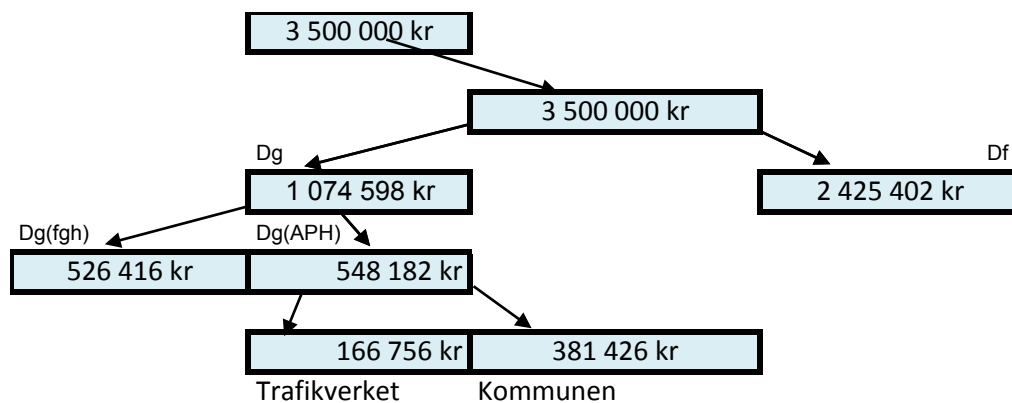 3 500 000 kr
3 500 000 kr
Dg
Df
1 074 598 kr
2 425 402 kr
Dg(fgh)
Dg(APH)
526 416 kr
548 182 kr
166 756 kr
381 426 kr
Trafikverket
Kommunen